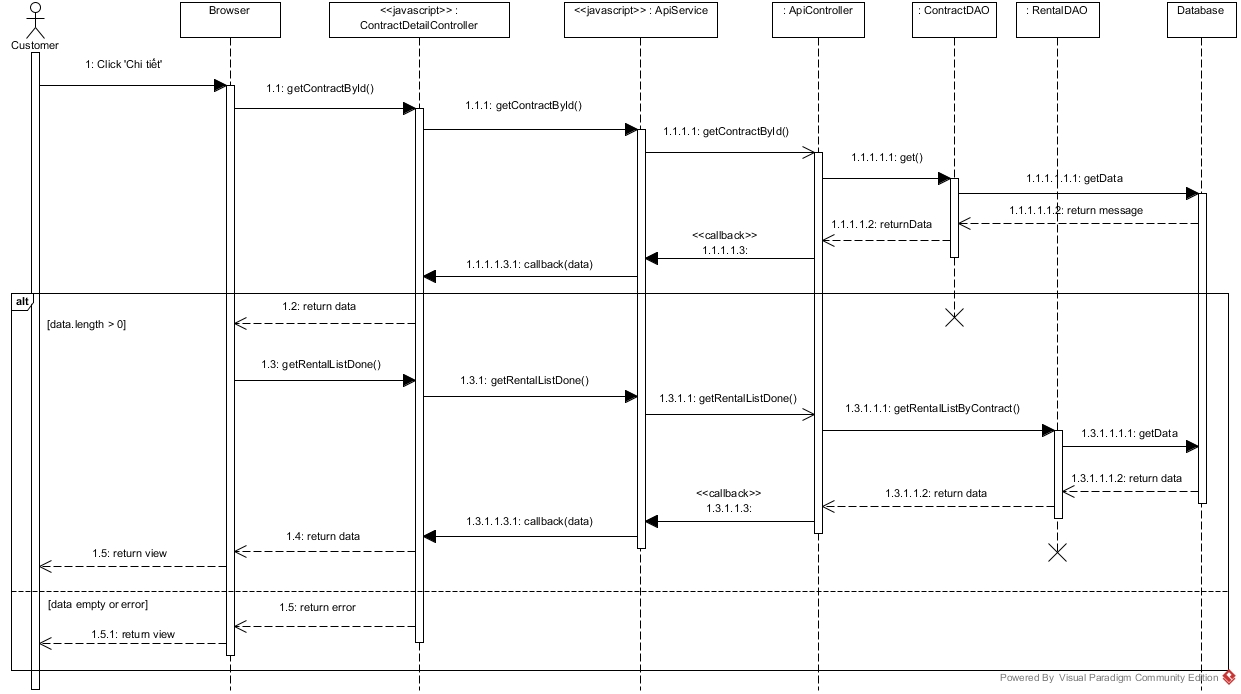 Customer
Browser
<<javascript>> :
ContractDetailController
<<javascript>> : ApiService
: ApiController
: ContractDAO
: RentalDAO
Database
1: Click 'Chi tiết'
1.1: getContractById()
1.1.1: getContractById()
1.1.1.1: getContractById()
1.1.1.1.1: get()
1.1.1.1.1.1: getData
1.1.1.1.1.2: return message
1.1.1.1.2: returnData
<<callback>>
1.1.1.1.3:
1.1.1.1.3.1: callback(data)
alt
[data.length > 0]
1.2: return data
1.3: getRentalListDone()
1.3.1: getRentalListDone()
1.3.1.1: getRentalListDone()
1.3.1.1.1: getRentalListByContract()
1.3.1.1.1.1: getData
1.3.1.1.1.2: return data
1.3.1.1.2: return data
<<callback>>
1.3.1.1.3:
1.3.1.1.3.1: callback(data)
1.4: return data
1.5: return view
[data empty or error]
1.5: return error
1.5.1: return view
Powered By Visual Paradigm Community Edition